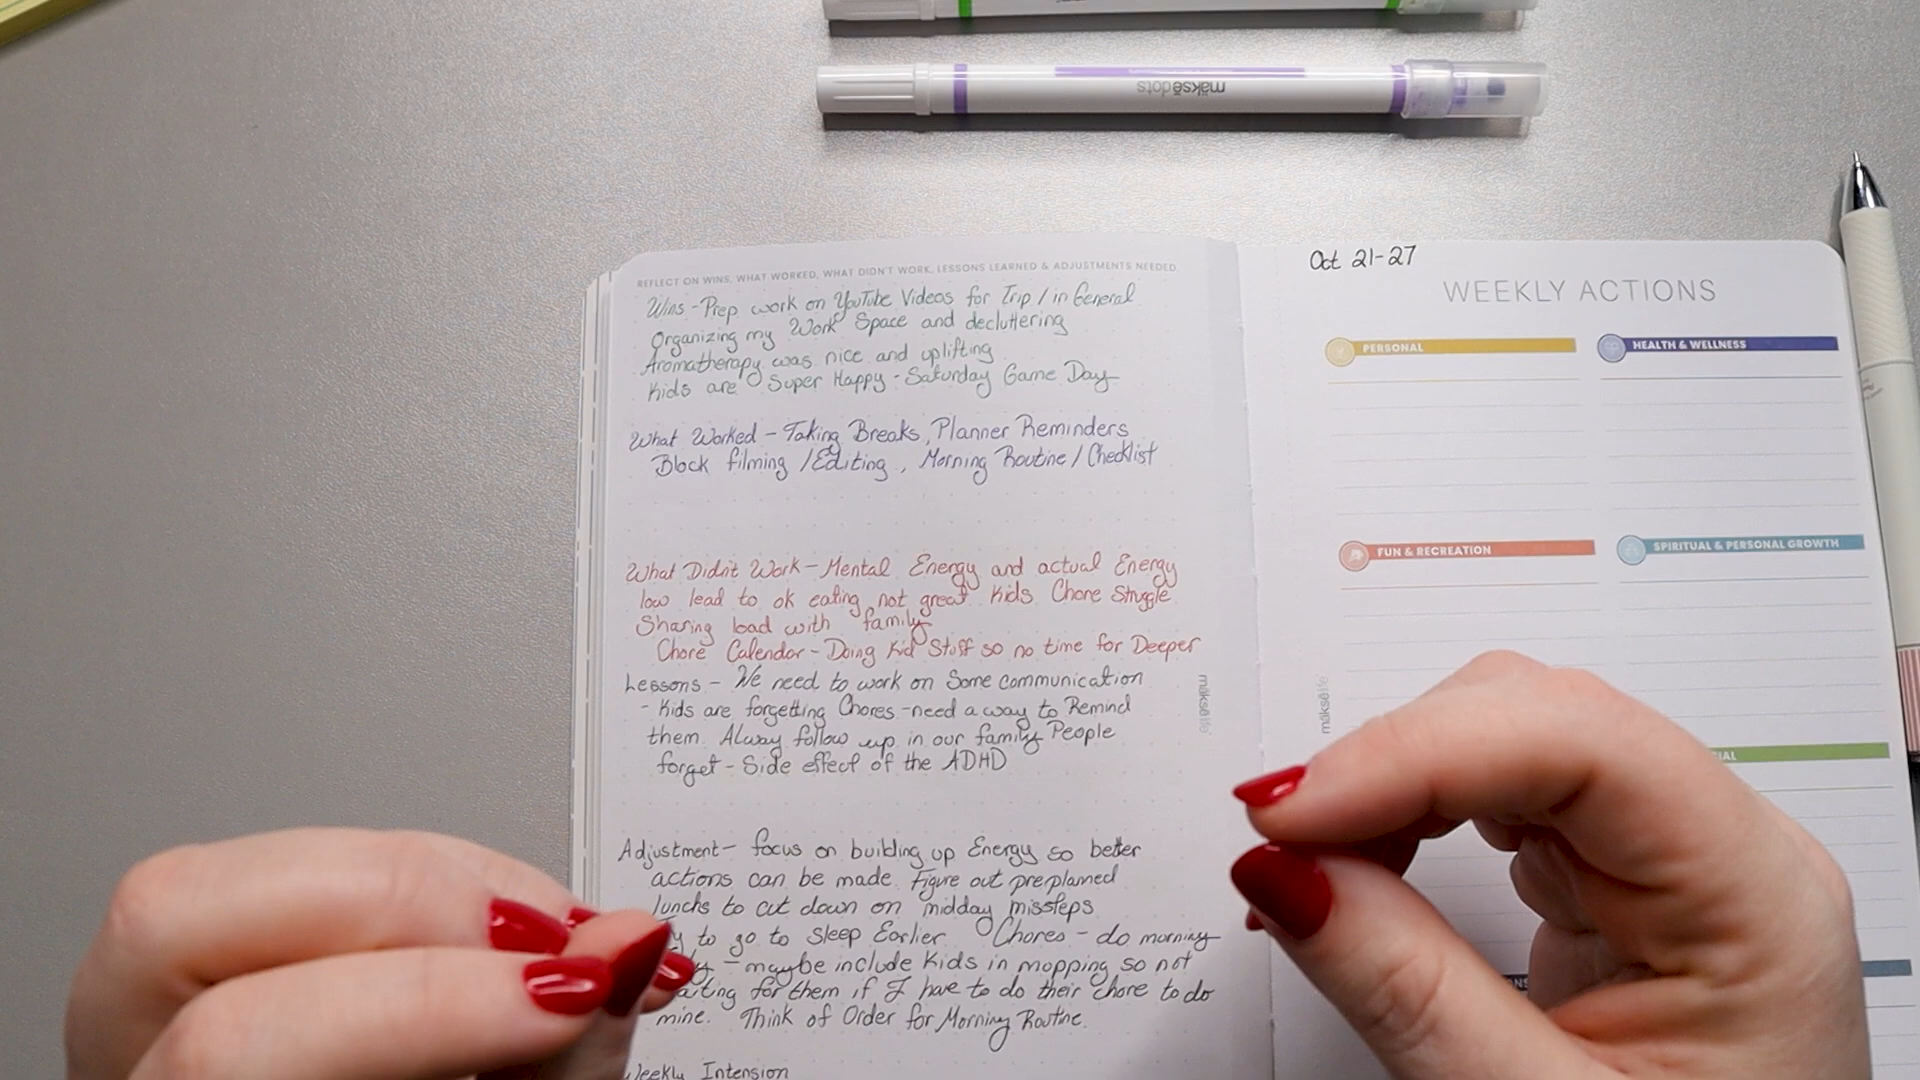 mäksēdots
REFLECT ON WINS, WHAT WORKED, WHAT DIDN'T WORK, LESSONS LEARNED & ADJUSTMENTS NEEDED
Wins - Prep work on YouTube Videos for Trip / in General
Organizing my Work Space and decluttering
Aromatherapy was nice and uplifting
Kids are Super Happy - Saturday Game Day
What Worked - Taking Breaks, Planner Reminders
Block filming / Editing, Morning Routine / Checklist
What Didn't Work - Mental Energy and actual Energy
low lead to ok eating not great Kids Chore Struggle
Sharing load with family
Chore Calendar - Doing Kid Stuff so no time for Deeper
Lessons - We need to work on Some communication
- Kids are forgetting Chores - need a way to Remind
them. Alway follow up in our family People
forget - Side effect of the ADHD
Adjustment - focus on building up Energy so better
actions can be made. Figure out preplanned
lunchs to cut down on midday missteps
to go to Sleep Earlier Chores - do morning
- maybe include Kids in mopping so not
for them if I have to do their chore to do
mine. Think of Order for Morning Routine.
Weekly Intension
mäksēlife
Oct 21-27
WEEKLY ACTIONS
PERSONAL
HEALTH & WELLNESS
FUN & RECREATION
SPIRITUAL & PERSONAL GROWTH
mäksēlife